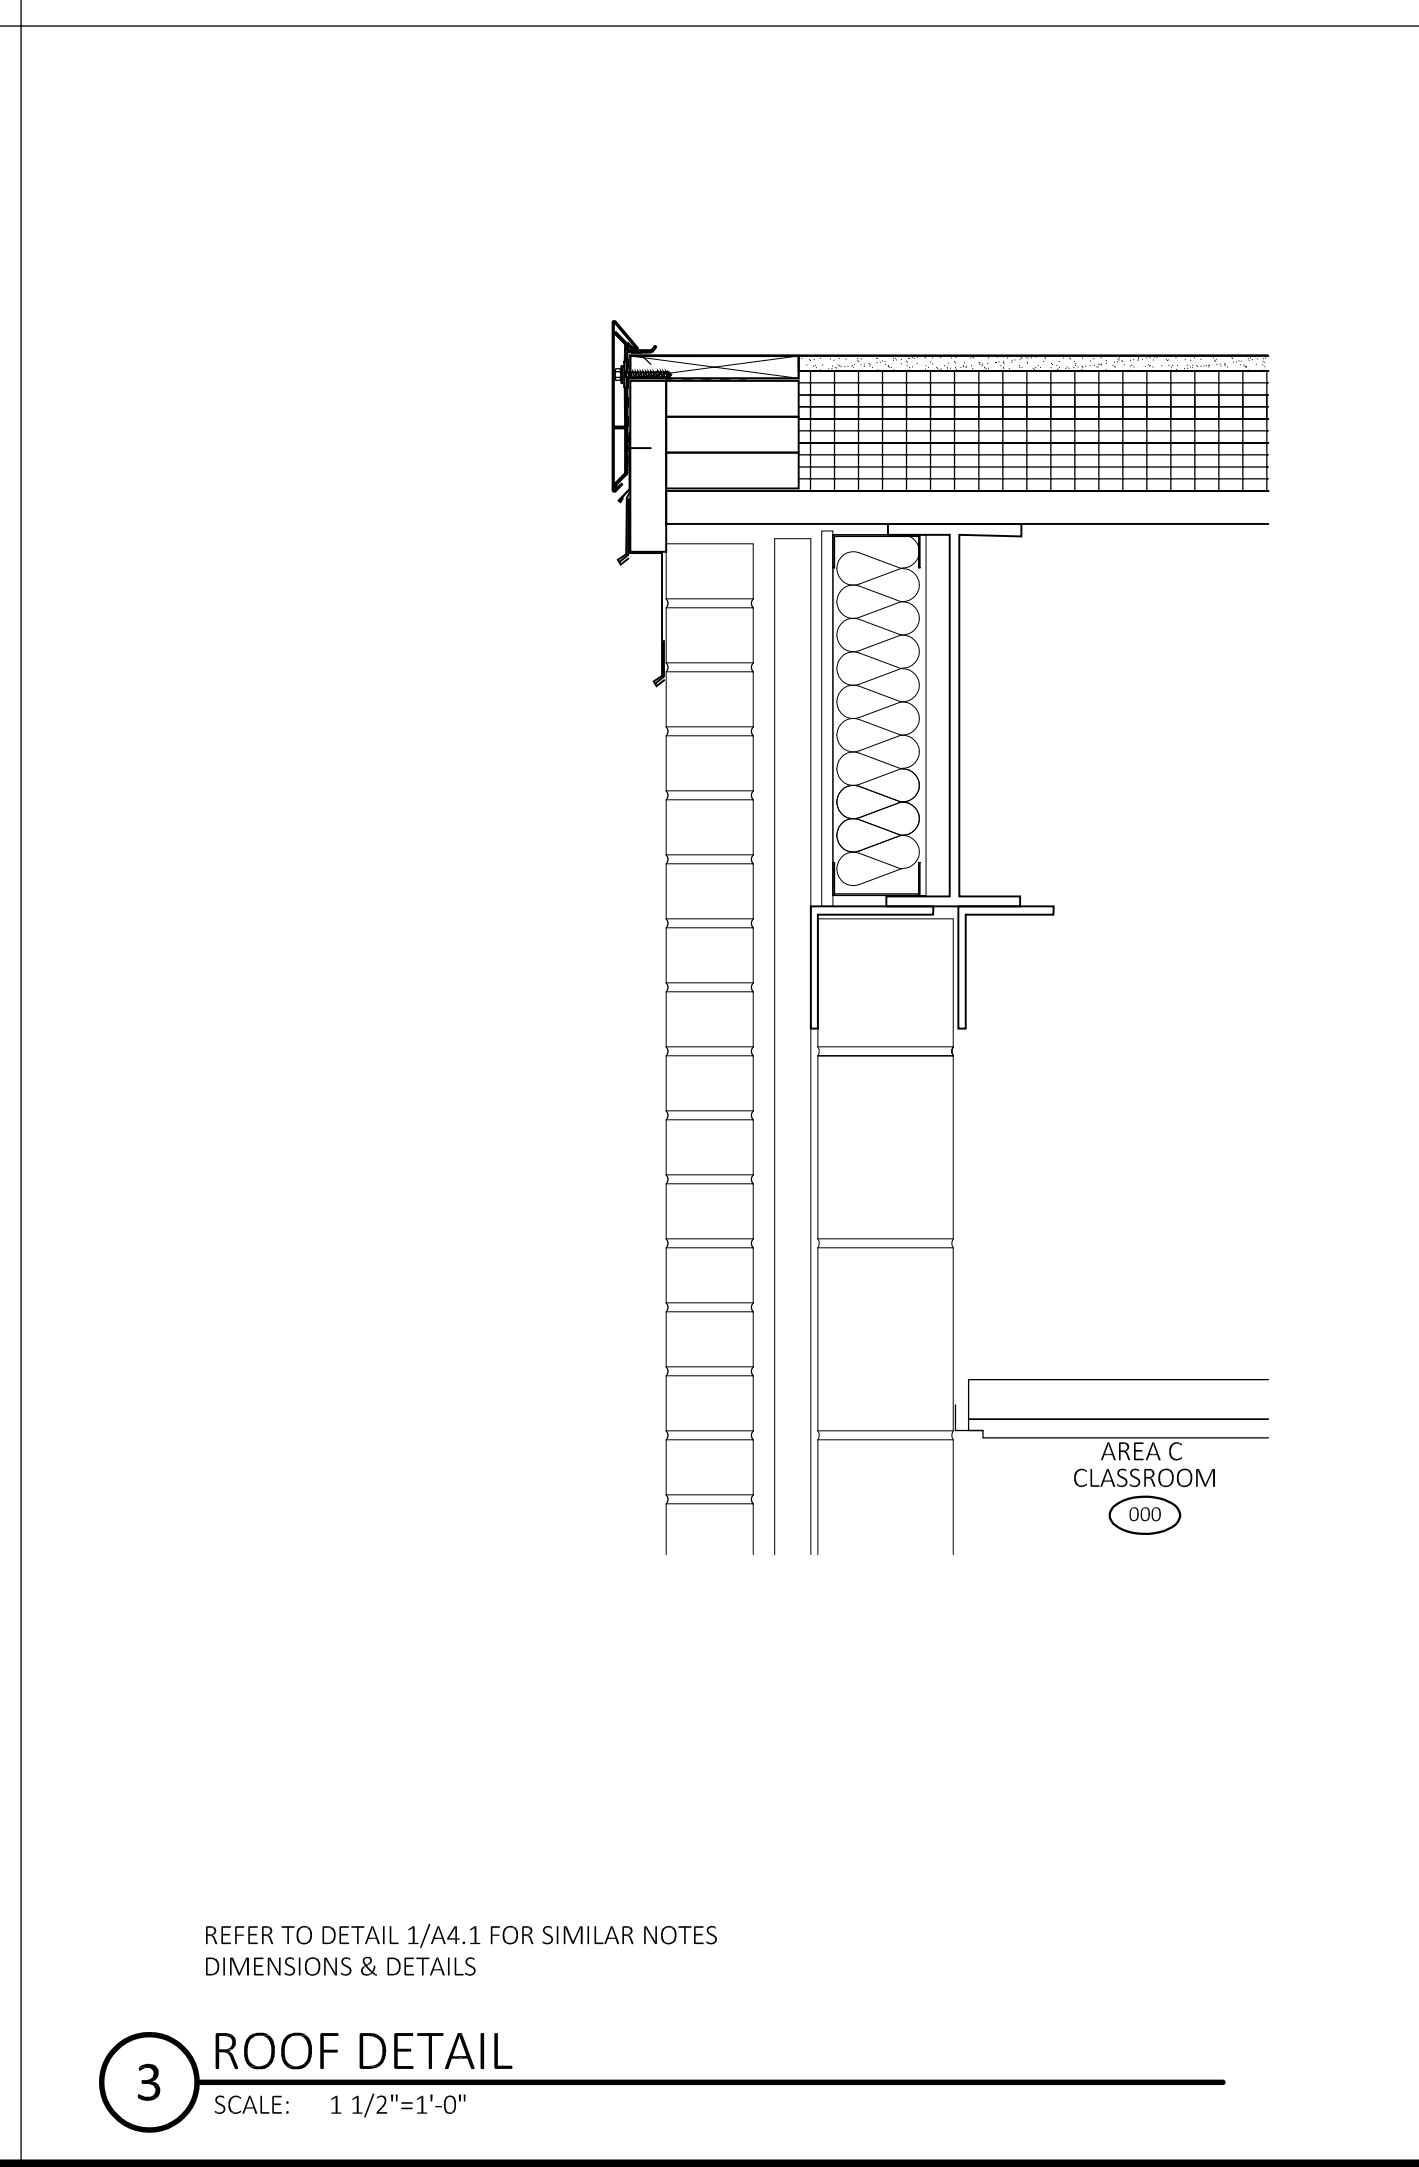 AREA C
CLASSROOM
000
REFER TO DETAIL 1/A4.1 FOR SIMILAR NOTES
DIMENSIONS & DETAILS
3
ROOF DETAIL
SCALE: 1 1/2"=1'-0"